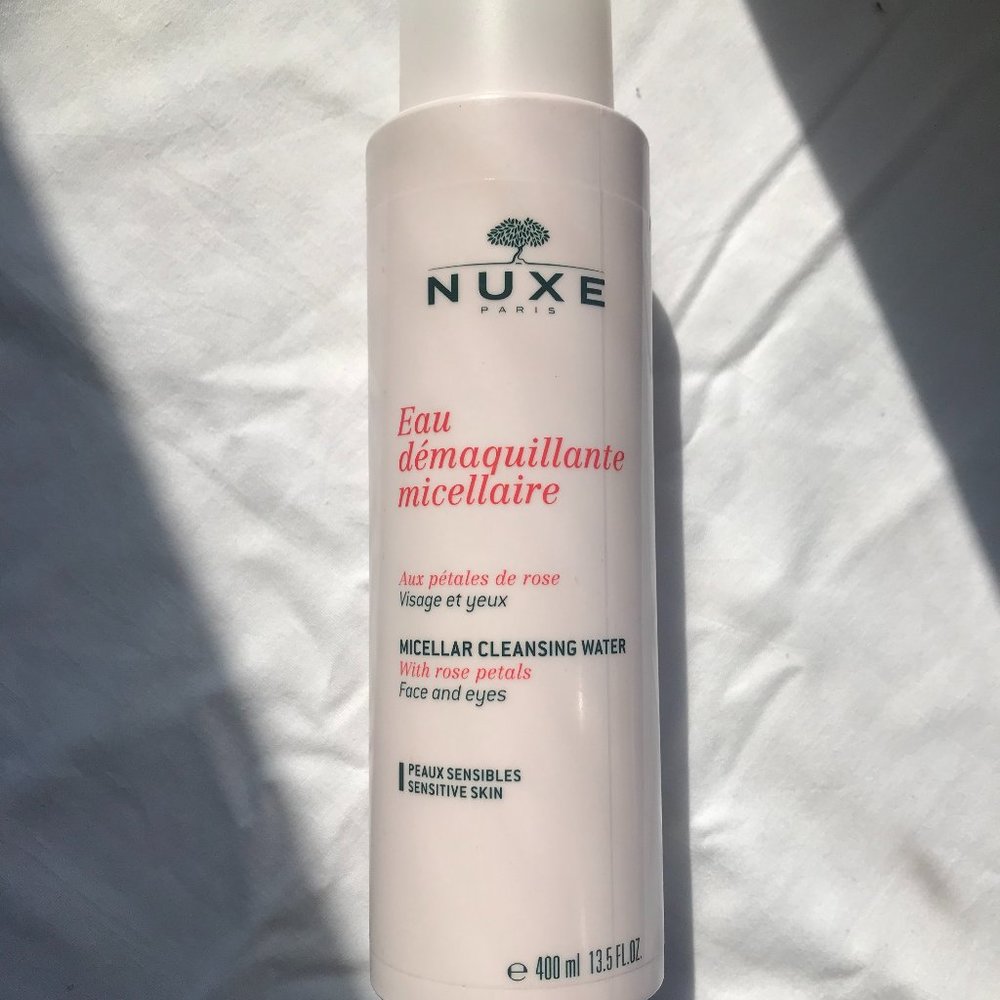 NUXE
PARIS
Eau
démaquillante
micellaire
Aux pétales de rose
Visage et yeux
MICELLAR CLEANSING WATER
With rose petals
Face and eyes
PEAUX SENSIBLES
SENSITIVE SKIN
e 400 ml 13.5 FL.OZ.